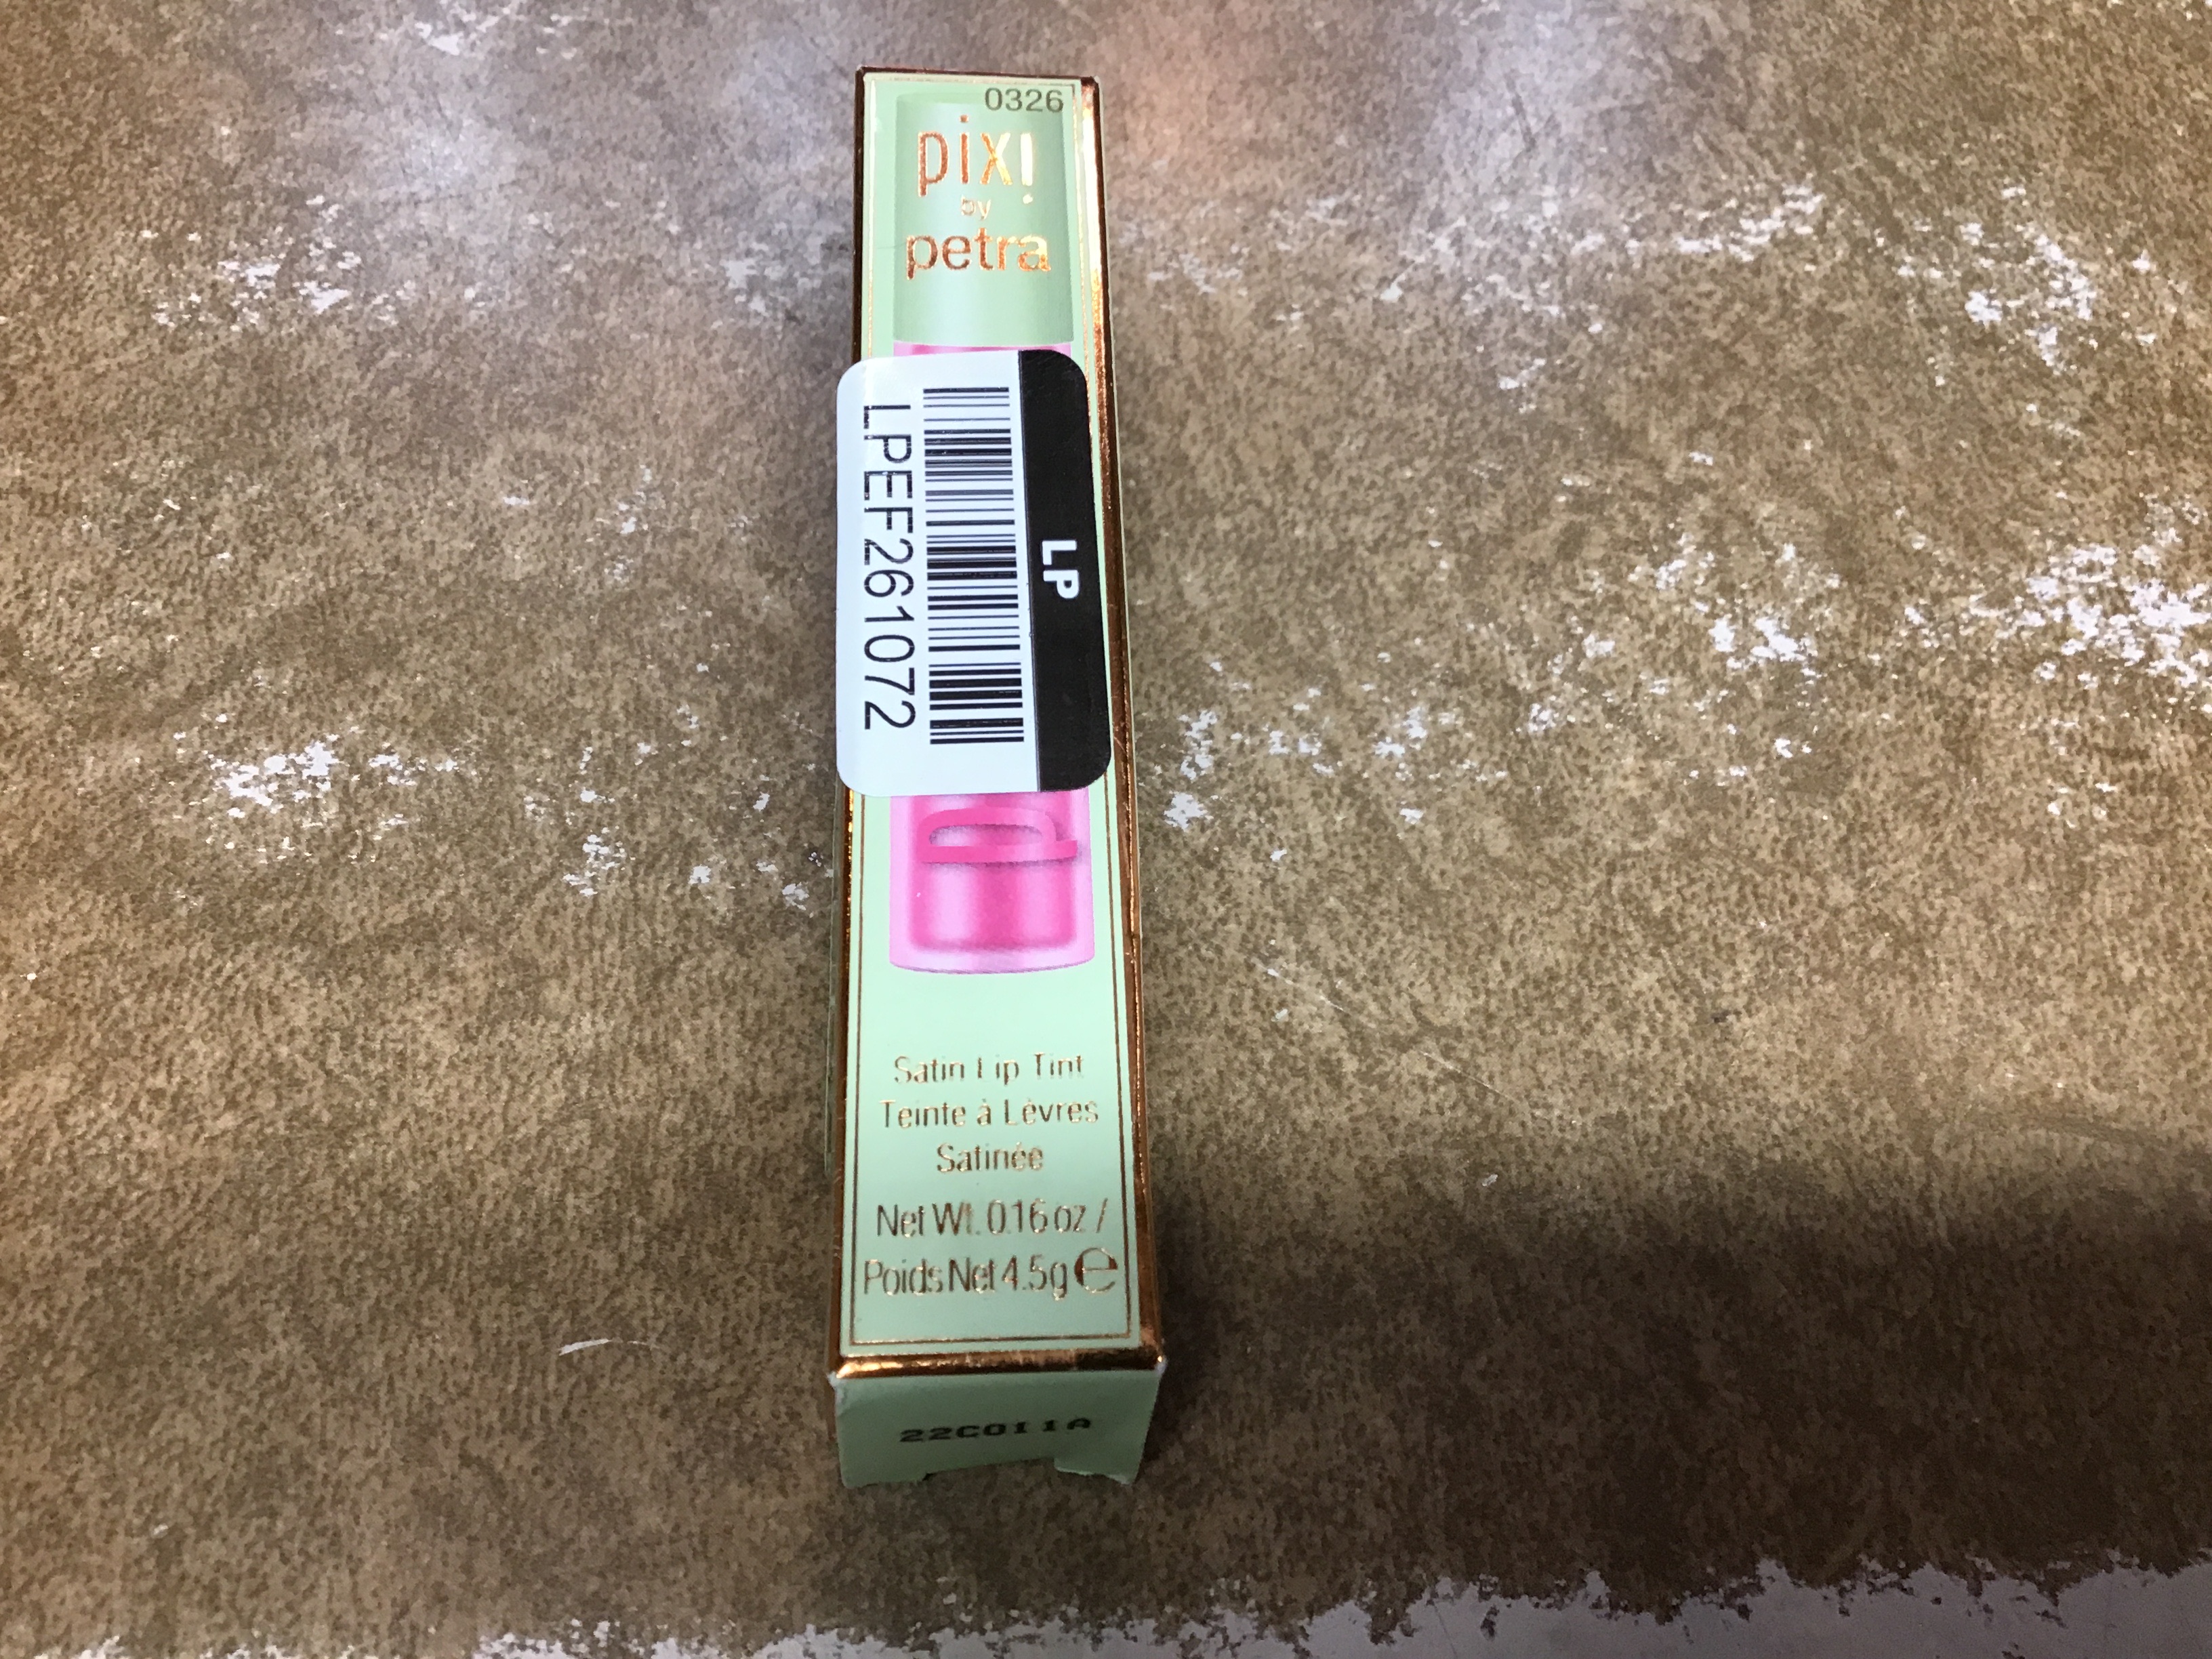 0326
pixi
by
petra
LP
LPEF261072
p
Satin Lip Tint
Teinte à Lèvres
Satinée
Net Wt. 0.16 oz /
Poids Net 4.5g ℮
22C011A